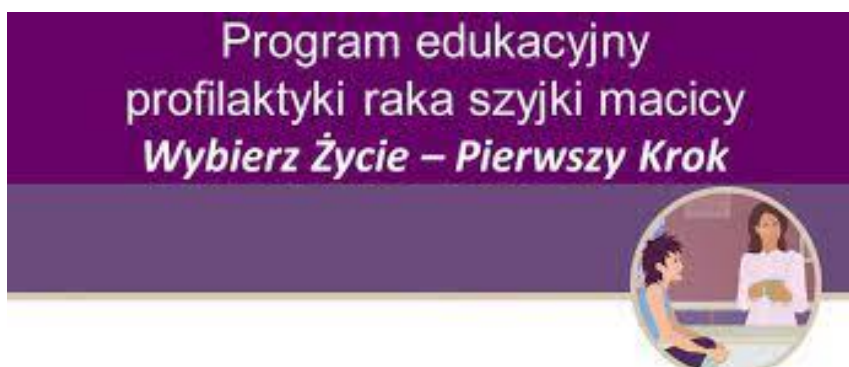 Program edukacyjny
profilaktyki raka szyjki macicy
Wybierz Życie – Pierwszy Krok